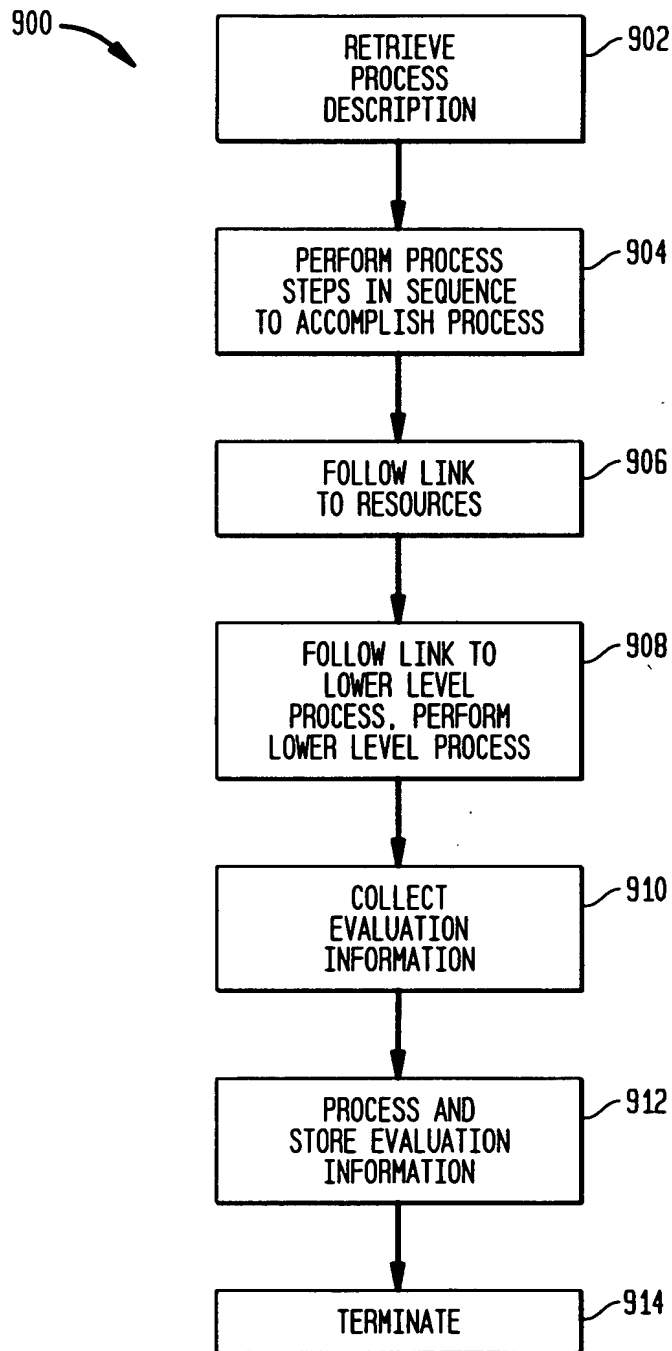 900
RETRIEVE
PROCESS
DESCRIPTION
902
PERFORM PROCESS
STEPS IN SEQUENCE
TO ACCOMPLISH PROCESS
904
FOLLOW LINK
TO RESOURCES
906
FOLLOW LINK TO
LOWER LEVEL
PROCESS, PERFORM
LOWER LEVEL PROCESS
908
COLLECT
EVALUATION
INFORMATION
910
PROCESS AND
STORE EVALUATION
INFORMATION
912
TERMINATE
914